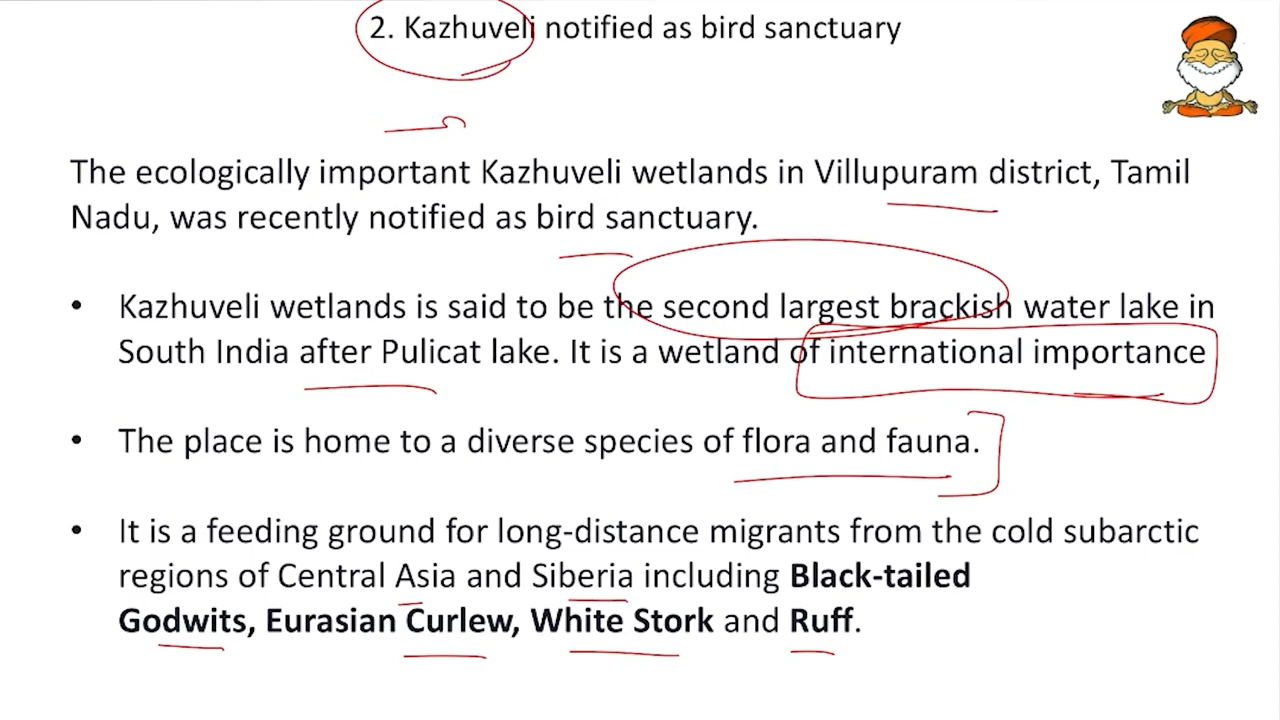 2. Kazhuveli notified as bird sanctuary
The ecologically important Kazhuveli wetlands in Villupuram district, Tamil
Nadu, was recently notified as bird sanctuary.
• Kazhuveli wetlands is said to be the second largest brackish water lake in
South India after Pulicat lake. It is a wetland of international importance
• The place is home to a diverse species of flora and fauna.
• It is a feeding ground for long-distance migrants from the cold subarctic
regions of Central Asia and Siberia including Black-tailed
Godwits, Eurasian Curlew, White Stork and Ruff.